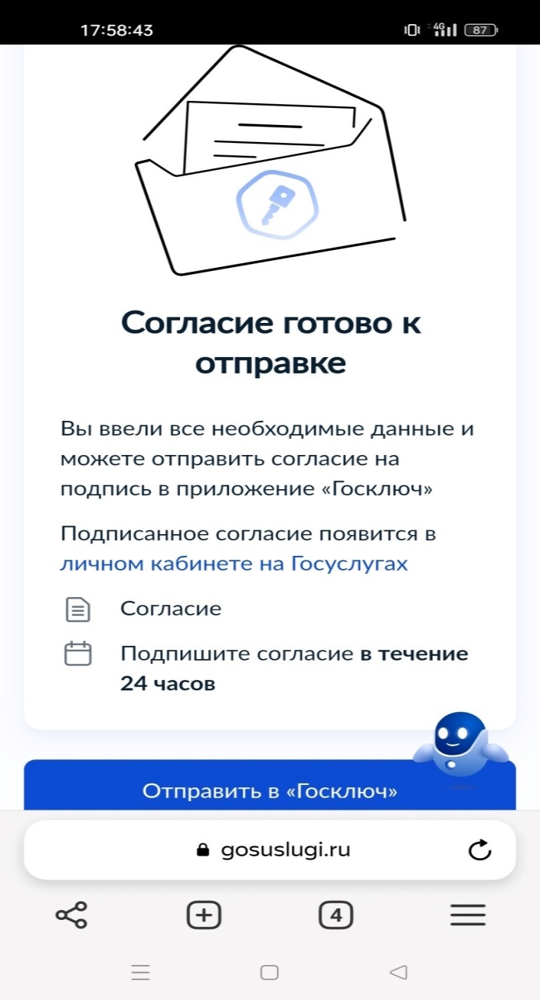 17:58:43
4G
87
Согласие готово к
отправке
Вы ввели все необходимые данные и
можете отправить согласие на
подпись в приложение «Госключ»
Подписанное согласие появится в
личном кабинете на Госуслугах
Согласие
Подпишите согласие в течение
24 часов
Отправить в «Госключ»
gosuslugi.ru
4